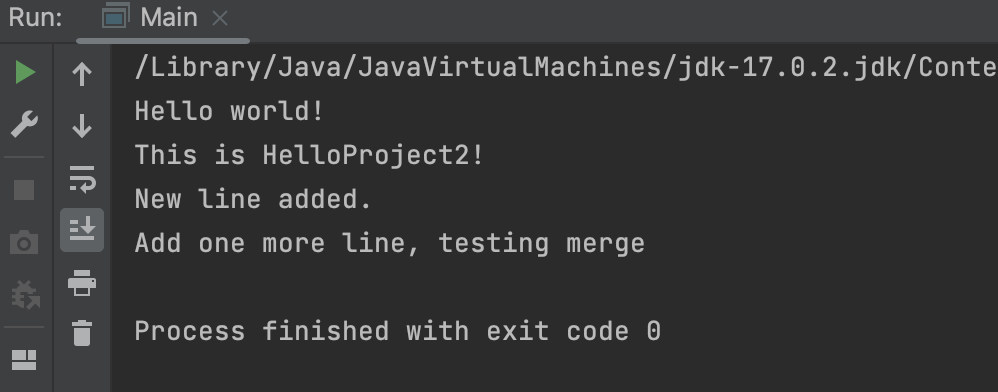 Run: Main
/Library/Java/JavaVirtualMachines/jdk-17.0.2.jdk/Conte
Hello world!
This is HelloProject2!
New line added.
Add one more line, testing merge
Process finished with exit code 0